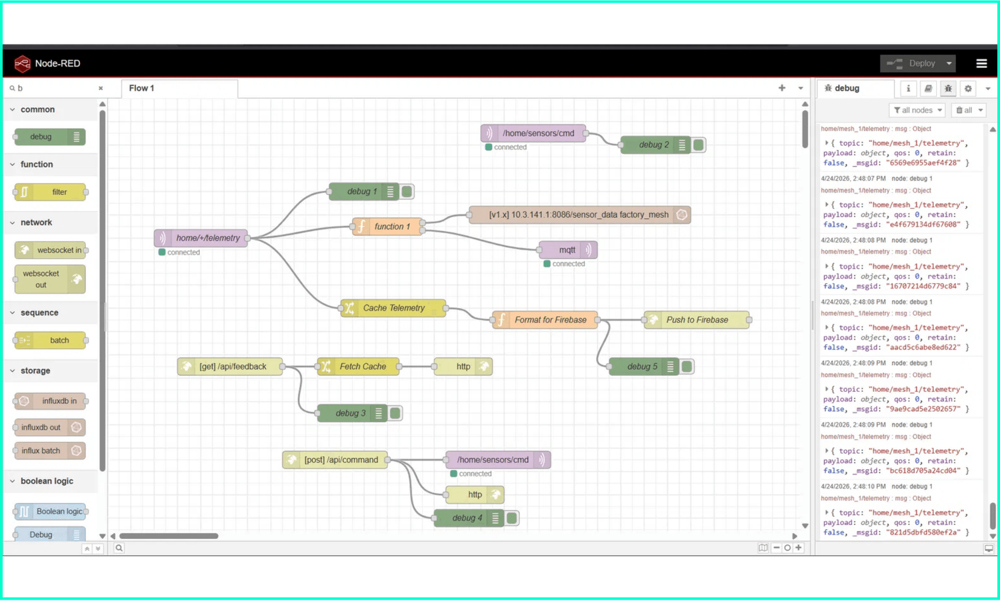 Node-RED
Deploy
b
Flow 1
debug
all nodes
all
common
debug
function
filter
network
websocket in
websocket
out
sequence
batch
storage
influxdb in
influxdb out
influx batch
boolean logic
Boolean logic
Debug
/home/sensors/cmd
connected
debug 2
debug 1
[v1.x] 10.3.141.1:8086/sensor_data factory_mesh
function 1
home/+/telemetry
connected
mqtt
connected
Cache Telemetry
Format for Firebase
Push to Firebase
[get] /api/feedback
Fetch Cache
http
debug 5
debug 3
[post] /api/command
/home/sensors/cmd
connected
http
debug 4
home/mesh_1/telemetry : msg : Object
{ topic: "home/mesh_1/telemetry",
payload: object, qos: 0, retain:
false, _msgid: "6569e6955aef4f28" }
4/24/2026, 2:48:07 PM node: debug 1
home/mesh_1/telemetry : msg : Object
{ topic: "home/mesh_1/telemetry",
payload: object, qos: 0, retain:
false, _msgid: "e4f679134df67608" }
4/24/2026, 2:48:08 PM node: debug 1
home/mesh_1/telemetry : msg : Object
{ topic: "home/mesh_1/telemetry",
payload: object, qos: 0, retain:
false, _msgid: "16707214d6779c84" }
4/24/2026, 2:48:08 PM node: debug 1
home/mesh_1/telemetry : msg : Object
{ topic: "home/mesh_1/telemetry",
payload: object, qos: 0, retain:
false, _msgid: "aacd5c6abe8ed622" }
4/24/2026, 2:48:09 PM node: debug 1
home/mesh_1/telemetry : msg : Object
{ topic: "home/mesh_1/telemetry",
payload: object, qos: 0, retain:
false, _msgid: "9ae9cad5e2502657" }
4/24/2026, 2:48:09 PM node: debug 1
home/mesh_1/telemetry : msg : Object
{ topic: "home/mesh_1/telemetry",
payload: object, qos: 0, retain:
false, _msgid: "bc618d705a24cd04" }
4/24/2026, 2:48:10 PM node: debug 1
home/mesh_1/telemetry : msg : Object
{ topic: "home/mesh_1/telemetry",
payload: object, qos: 0, retain:
false, _msgid: "821d5dbfd580ef2a" }